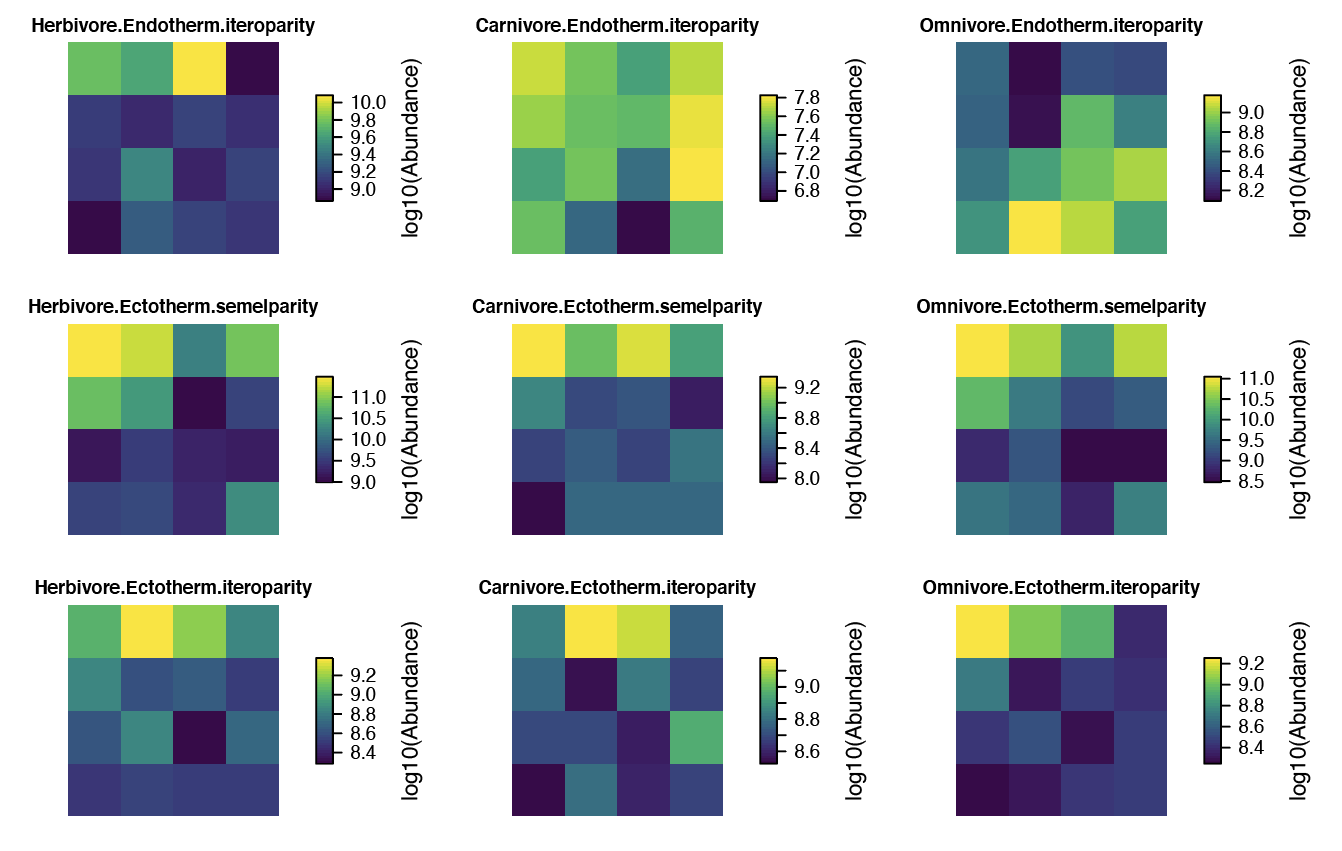 Herbivore.Endotherm.iteroparity
10.0
9.8
9.6
9.4
9.2
9.0
log10(Abundance)
Carnivore.Endotherm.iteroparity
7.8
7.6
7.4
7.2
7.0
6.8
log10(Abundance)
Omnivore.Endotherm.iteroparity
9.0
8.8
8.6
8.4
8.2
log10(Abundance)
Herbivore.Ectotherm.semelparity
11.0
10.5
10.0
9.5
9.0
log10(Abundance)
Carnivore.Ectotherm.semelparity
9.2
8.8
8.4
8.0
log10(Abundance)
Omnivore.Ectotherm.semelparity
11.0
10.5
10.0
9.5
9.0
8.5
log10(Abundance)
Herbivore.Ectotherm.iteroparity
9.2
9.0
8.8
8.6
8.4
log10(Abundance)
Carnivore.Ectotherm.iteroparity
9.0
8.8
8.6
log10(Abundance)
Omnivore.Ectotherm.iteroparity
9.2
9.0
8.8
8.6
8.4
log10(Abundance)